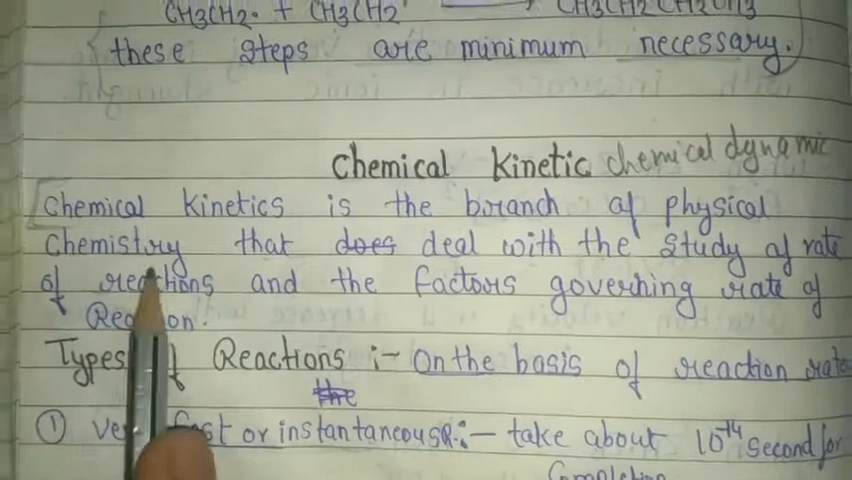 CH3CH2• + CH3CH2 CH3CH2CH2CH3
these steps are minimum necessary.
Chemical Kinetic chemical dynamic
Chemical Kinetics is the branch of physical
chemistry that does deal with the study of rate
of reactions and the factors governing rate of
Reaction.
Types of Reactions :- On the basis of reaction rate
the
① Very fast or instantaneous R:- take about 10-14 second for
Completion